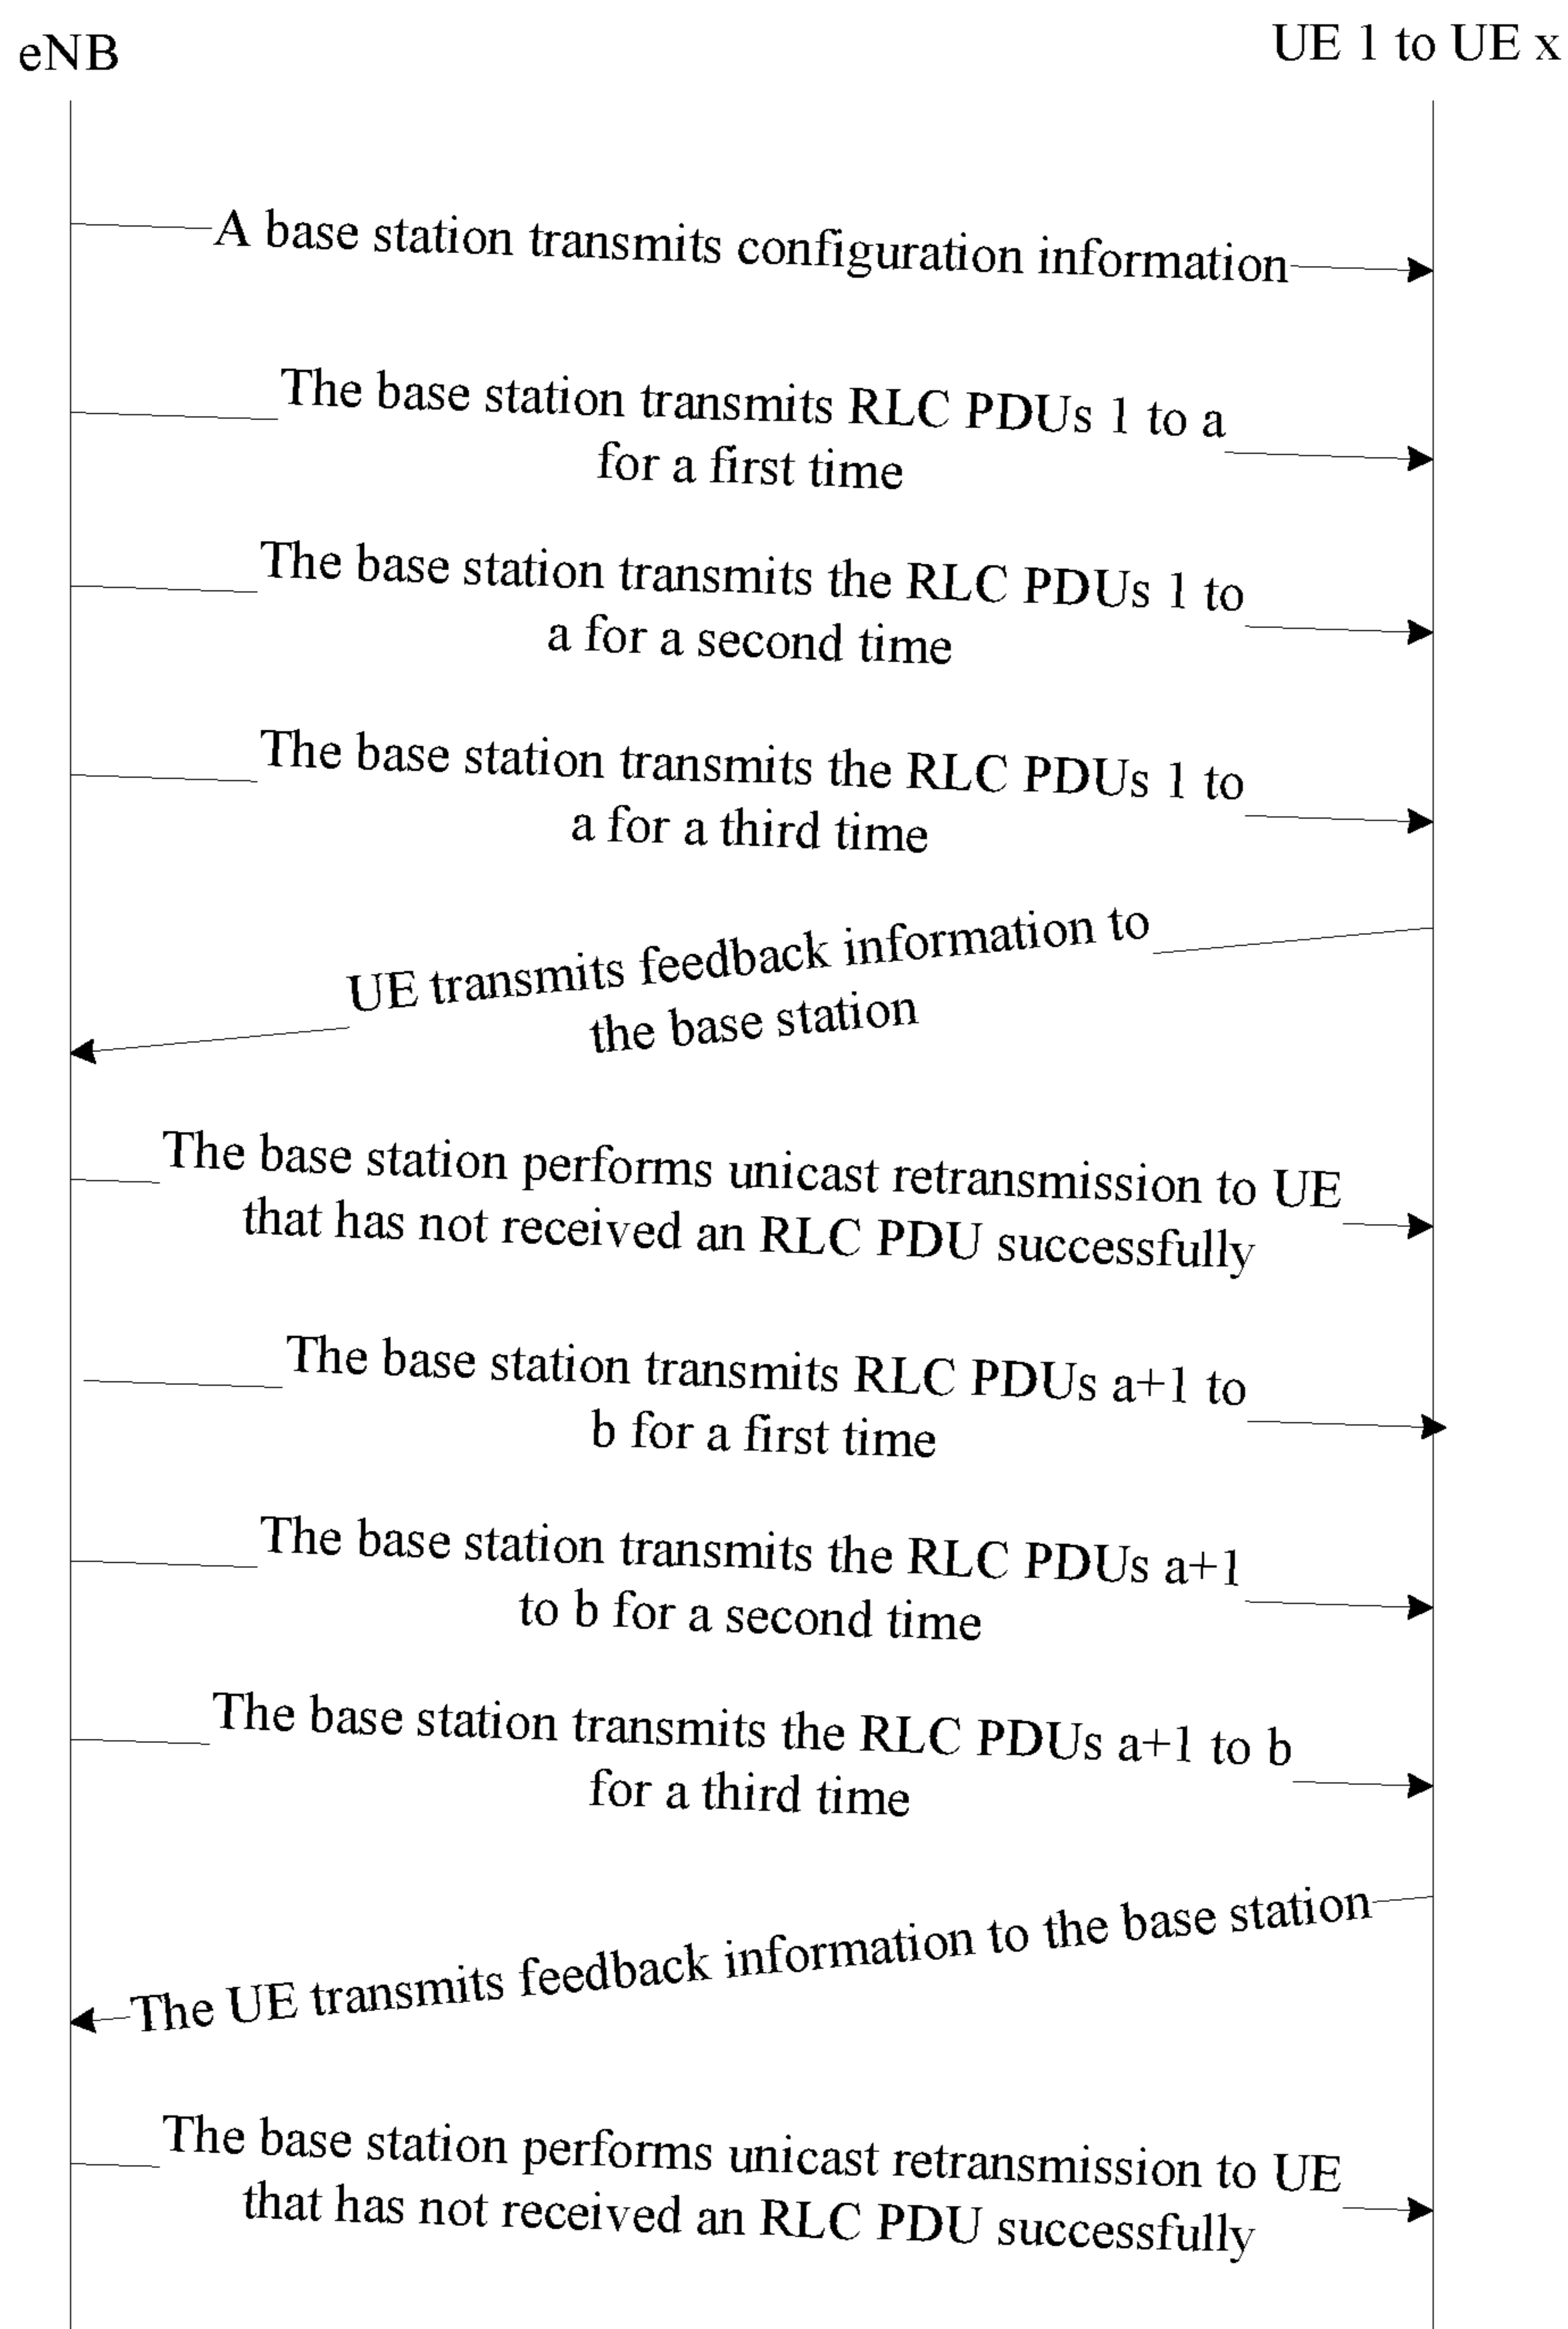 eNB
UE 1 to UE x
A base station transmits configuration information
The base station transmits RLC PDUs 1 to a
for a first time
The base station transmits the RLC PDUs 1 to
a for a second time
The base station transmits the RLC PDUs 1 to
a for a third time
UE transmits feedback information to
the base station
The base station performs unicast retransmission to UE
that has not received an RLC PDU successfully
The base station transmits RLC PDUs a+1 to
b for a first time
The base station transmits the RLC PDUs a+1
to b for a second time
The base station transmits the RLC PDUs a+1 to b
for a third time
The UE transmits feedback information to the base station
The base station performs unicast retransmission to UE
that has not received an RLC PDU successfully